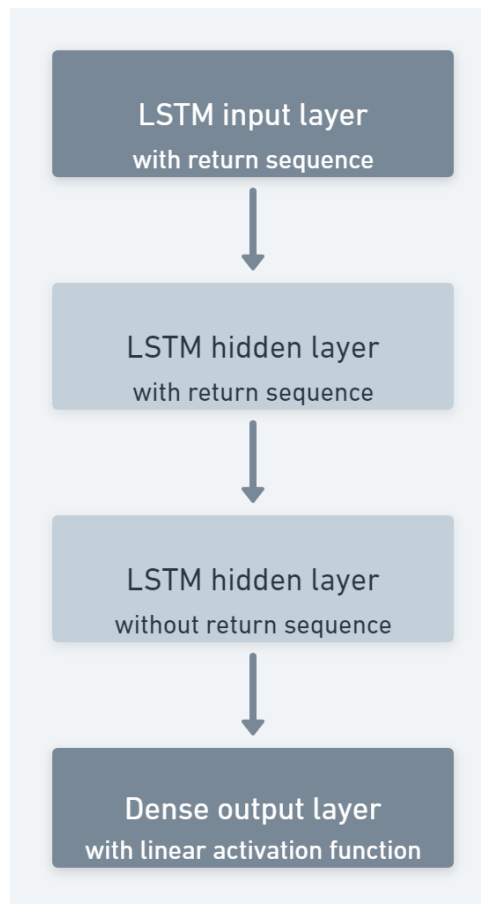 LSTM input layer
with return sequence
LSTM hidden layer
with return sequence
LSTM hidden layer
without return sequence
Dense output layer
with linear activation function